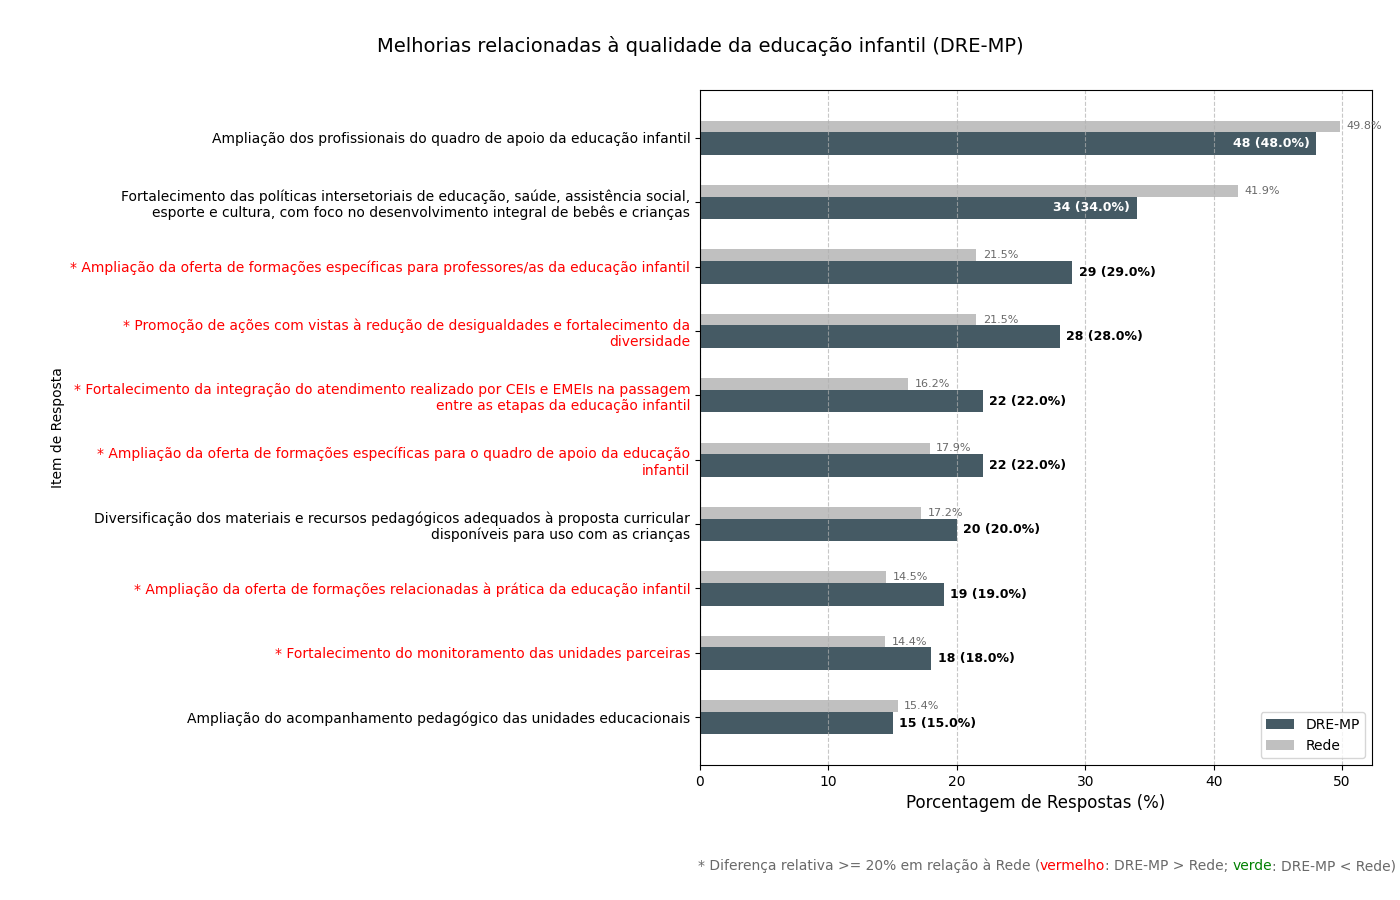 Melhorias relacionadas à qualidade da educação infantil (DRE-MP)
Ampliação dos profissionais do quadro de apoio da educação infantil
49.8%
48 (48.0%)
Fortalecimento das políticas intersetoriais de educação, saúde, assistência social,
esporte e cultura, com foco no desenvolvimento integral de bebês e crianças
41.9%
34 (34.0%)
* Ampliação da oferta de formações específicas para professores/as da educação infantil
21.5%
29 (29.0%)
* Promoção de ações com vistas à redução de desigualdades e fortalecimento da
diversidade
21.5%
28 (28.0%)
* Fortalecimento da integração do atendimento realizado por CEIs e EMEIs na passagem
entre as etapas da educação infantil
16.2%
22 (22.0%)
* Ampliação da oferta de formações específicas para o quadro de apoio da educação
infantil
17.9%
22 (22.0%)
Diversificação dos materiais e recursos pedagógicos adequados à proposta curricular
disponíveis para uso com as crianças
17.2%
20 (20.0%)
* Ampliação da oferta de formações relacionadas à prática da educação infantil
14.5%
19 (19.0%)
* Fortalecimento do monitoramento das unidades parceiras
14.4%
18 (18.0%)
Ampliação do acompanhamento pedagógico das unidades educacionais
15.4%
15 (15.0%)
Item de Resposta
DRE-MP
Rede
0 10 20 30 40 50
Porcentagem de Respostas (%)
* Diferença relativa >= 20% em relação à Rede (vermelho: DRE-MP > Rede; verde: DRE-MP < Rede)